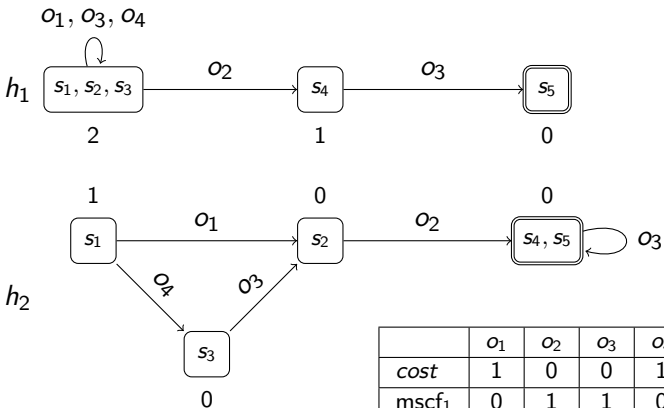 o₁, o₃, o₄
h₁ s₁, s₂, s₃ o₂ s₄ o₃ s₅
2 1 0
1 0 0
s₁ o₁ s₂ o₂ s₄, s₅ o₃
h₂ o₄ o₃
s₃
0
o₁ o₂ o₃
cost 1 0 0 1
mscf₁ 0 1 1